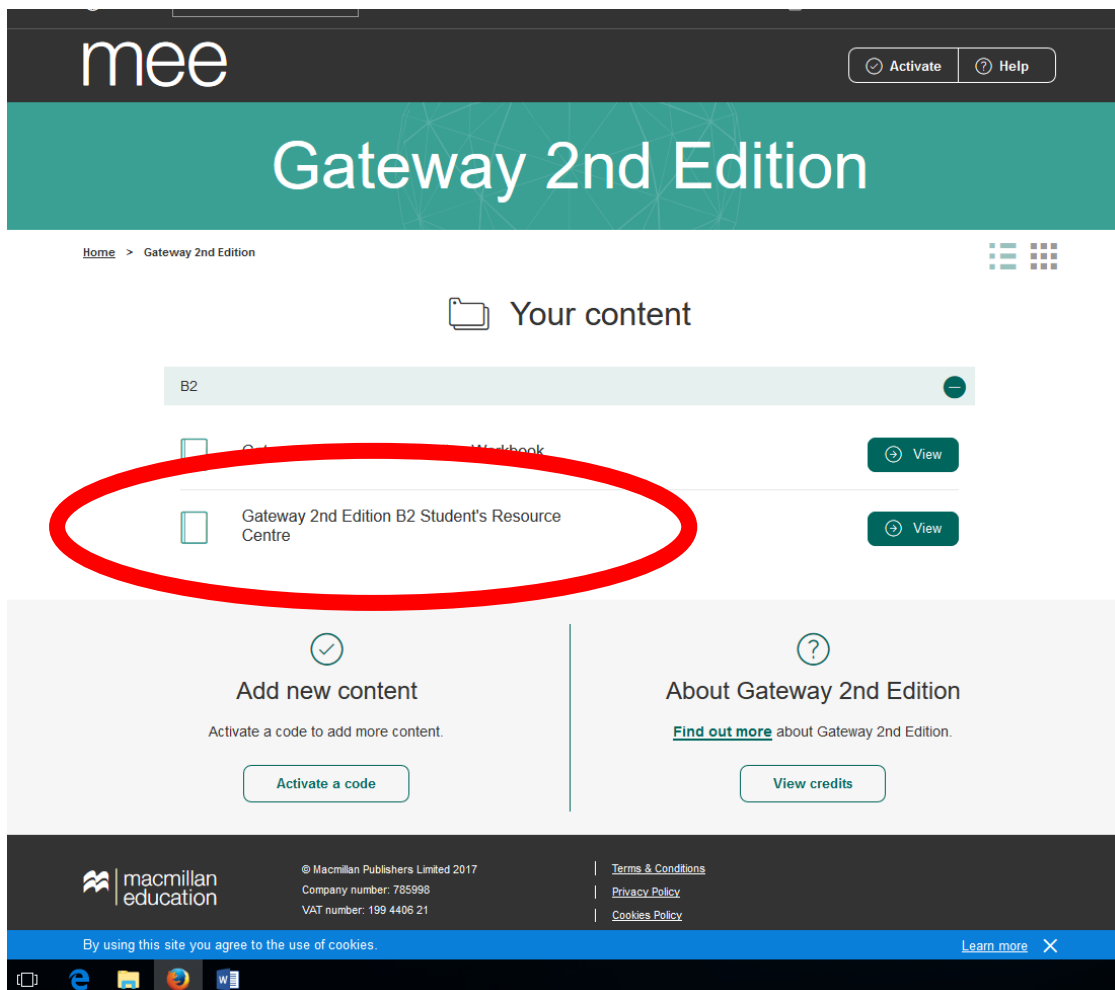 mee
Activate
Help
Gateway 2nd Edition
Home > Gateway 2nd Edition
Your content
B2
Workbook
View
Gateway 2nd Edition B2 Student's Resource
Centre
View
Add new content
Activate a code to add more content.
Activate a code
About Gateway 2nd Edition
Find out more about Gateway 2nd Edition.
View credits
macmillan
education
© Macmillan Publishers Limited 2017
Company number: 785998
VAT number: 199 4406 21
Terms & Conditions
Privacy Policy
Cookies Policy
By using this site you agree to the use of cookies.
Learn more